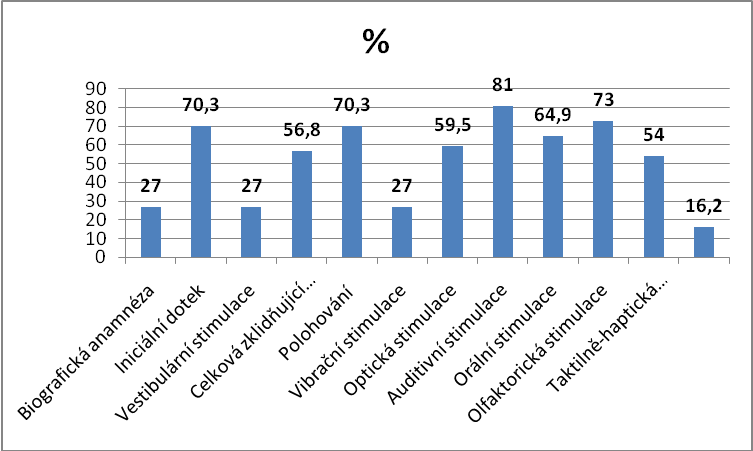 %
90
80
70
60
50
40
30
20
10
0
27
70,3
27
56,8
70,3
27
59,5
81
64,9
73
54
16,2
Biografická anamnéza
Iniciální dotek
Vestibulární stimulace
Celková zklidňující…
Polohování
Vibrační stimulace
Optická stimulace
Auditivní stimulace
Orální stimulace
Olfaktorická stimulace
Taktilně-haptická…